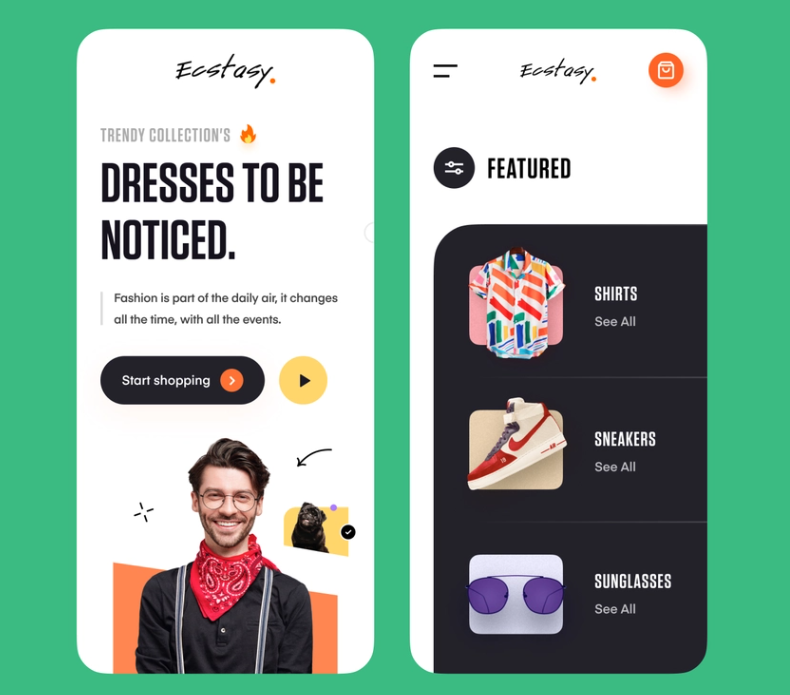 Ecstasy.
TRENDY COLLECTION'S
DRESSES TO BE
NOTICED.
Fashion is part of the daily air, it changes
all the time, with all the events.
Start shopping
Ecstasy.
FEATURED
SHIRTS
See All
SNEAKERS
See All
SUNGLASSES
See All